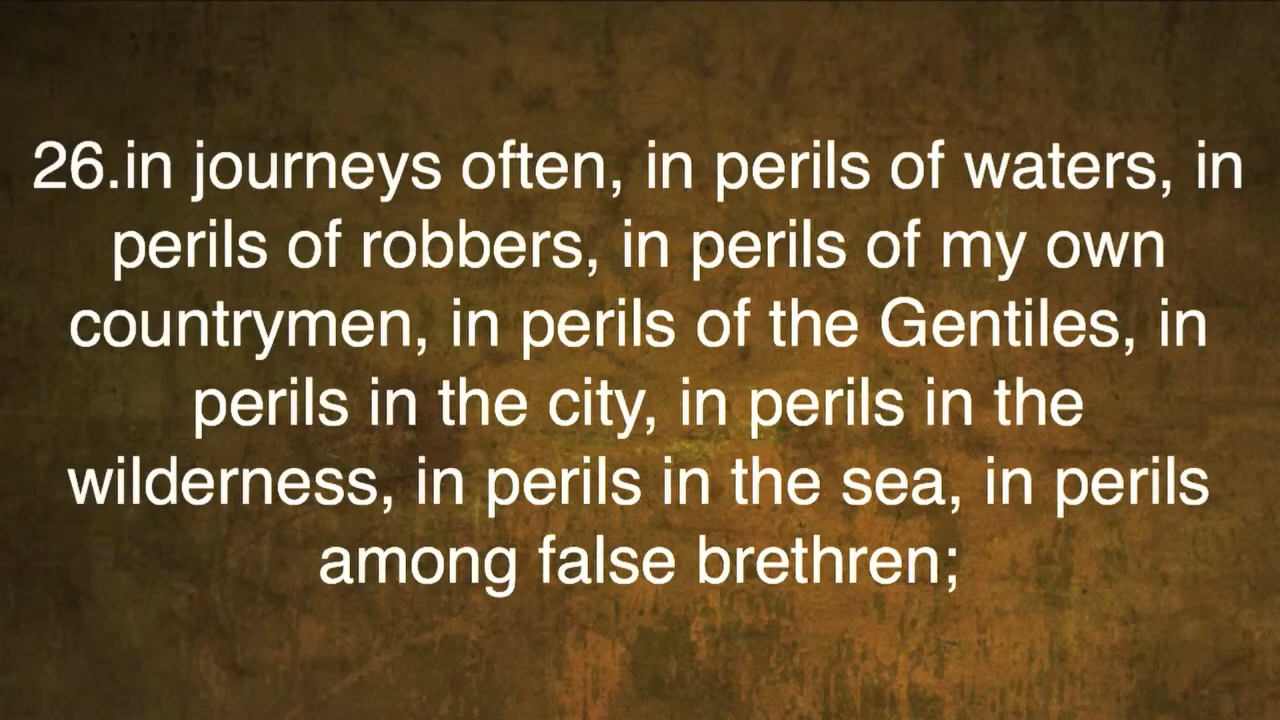 26.in journeys often, in perils of waters, in
perils of robbers, in perils of my own
countrymen, in perils of the Gentiles, in
perils in the city, in perils in the
wilderness, in perils in the sea, in perils
among false brethren;